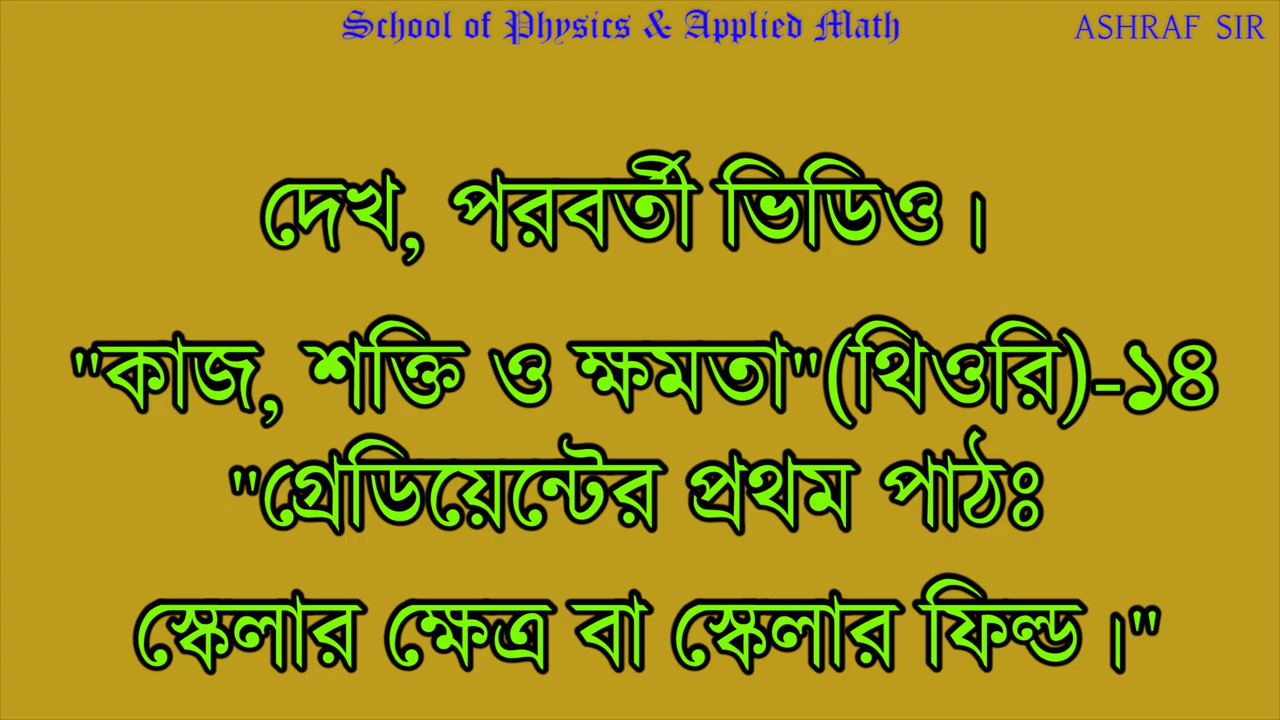 School of Physics & Applied Math
ASHRAF SIR
দেখ, পরবর্তী ভিডিও।
"কাজ, শক্তি ও ক্ষমতা"(থিওরি)-১৪
"গ্রেডিয়েন্টের প্রথম পাঠঃ
স্কেলার ক্ষেত্র বা স্কেলার ফিল্ড।"